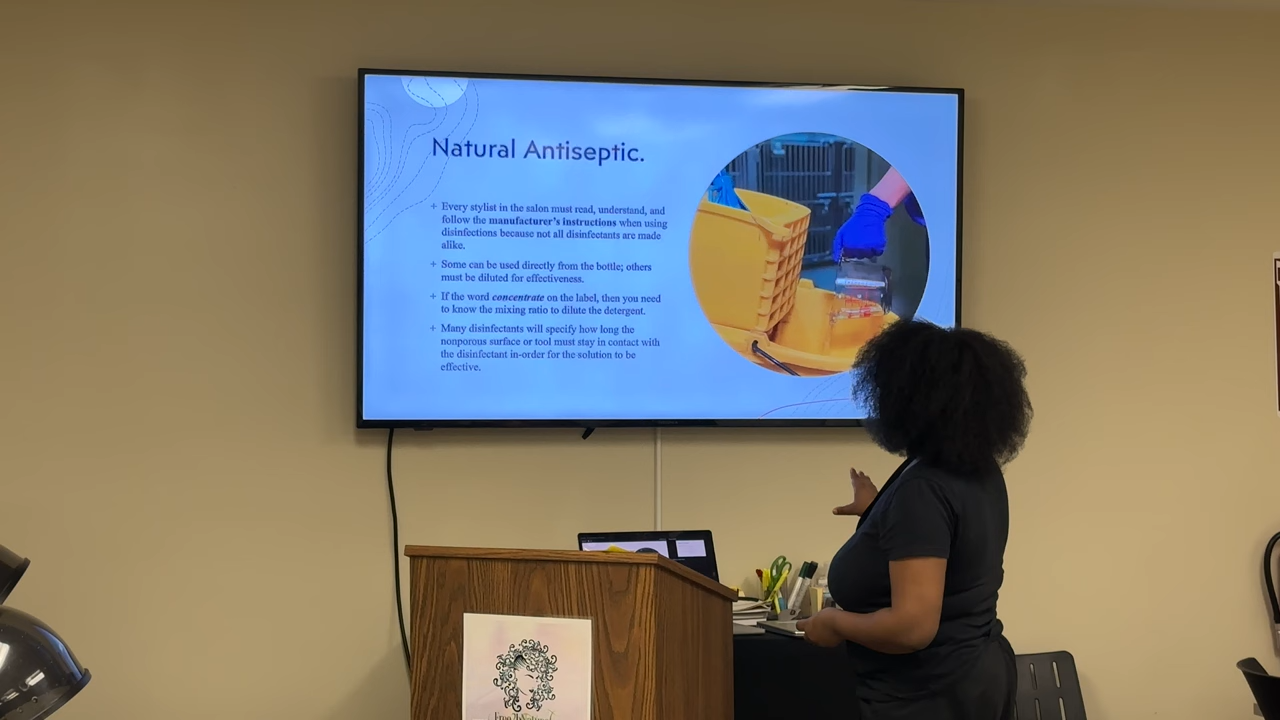 Natural Antiseptic.
+ Every stylist in the salon must read, understand, and
follow the manufacturer's instructions when using
disinfections because not all disinfectants are made
alike.
+ Some can be used directly from the bottle; others
must be diluted for effectiveness.
+ If the word concentrate on the label, then you need
to know the mixing ratio to dilute the detergent.
+ Many disinfectants will specify how long the
nonporous surface or tool must stay in contact with
the disinfectant in-order for the solution to be
effective.